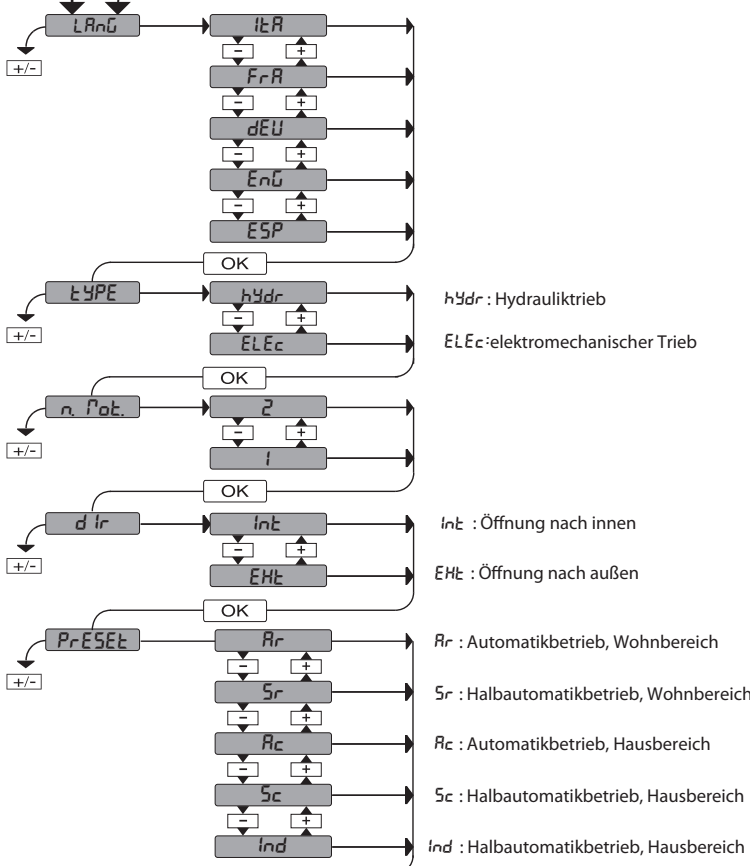 LAnG ItA
- +
+/- FrA
- +
dEU
- +
EnG
- +
ESP
OK
tYPE hYdr hYdr : Hydrauliktrieb
- +
+/- ELEc ELEc :elektromechanischer Trieb
OK
n. Mot. 2
- +
+/- 1
OK
dIr Int Int : Öffnung nach innen
- +
+/- EHt EHt : Öffnung nach außen
OK
PrESEt Ar Ar : Automatikbetrieb, Wohnbereich
- +
+/- Sr Sr : Halbautomatikbetrieb, Wohnbereich
- +
Ac Ac : Automatikbetrieb, Hausbereich
- +
Sc Sc : Halbautomatikbetrieb, Hausbereich
- +
Ind Ind : Halbautomatikbetrieb, Hausbereich